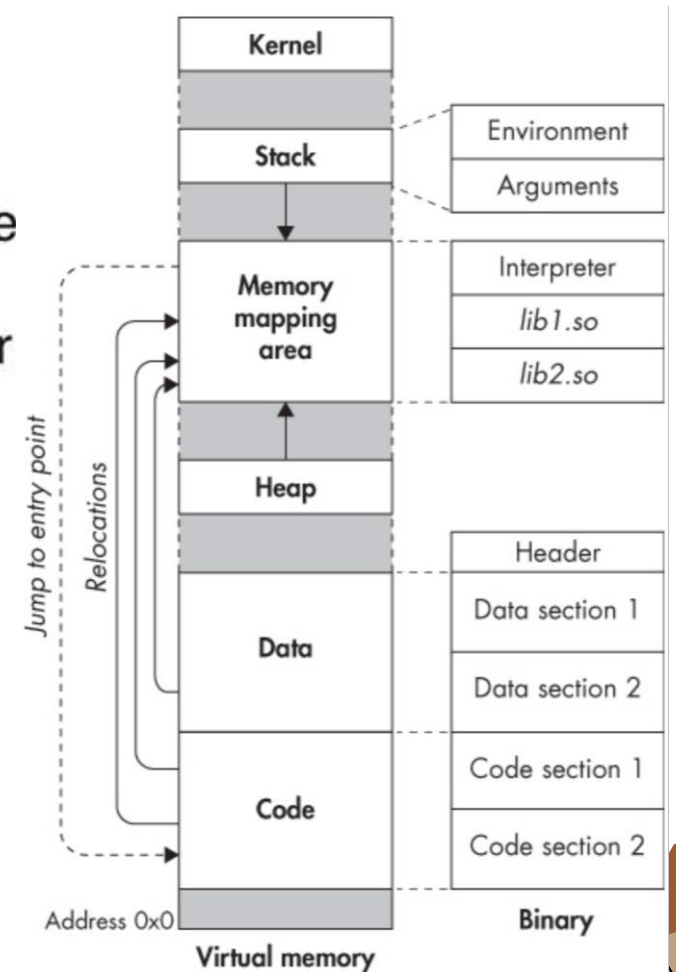 Kernel
Stack
Environment
Arguments
Memory
mapping
area
Interpreter
lib1.so
lib2.so
Heap
Jump to entry point
Relocations
Header
Data
Data section 1
Data section 2
Code
Code section 1
Code section 2
Address 0x0
Virtual memory
Binary
e
r